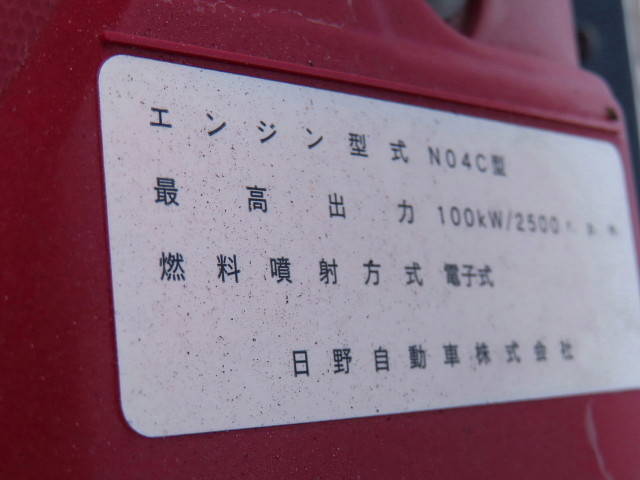 エンジン型式 N04C型
最高出力 100kW/2500r.p.m
燃料噴射方式 電子式
日野自動車株式会社